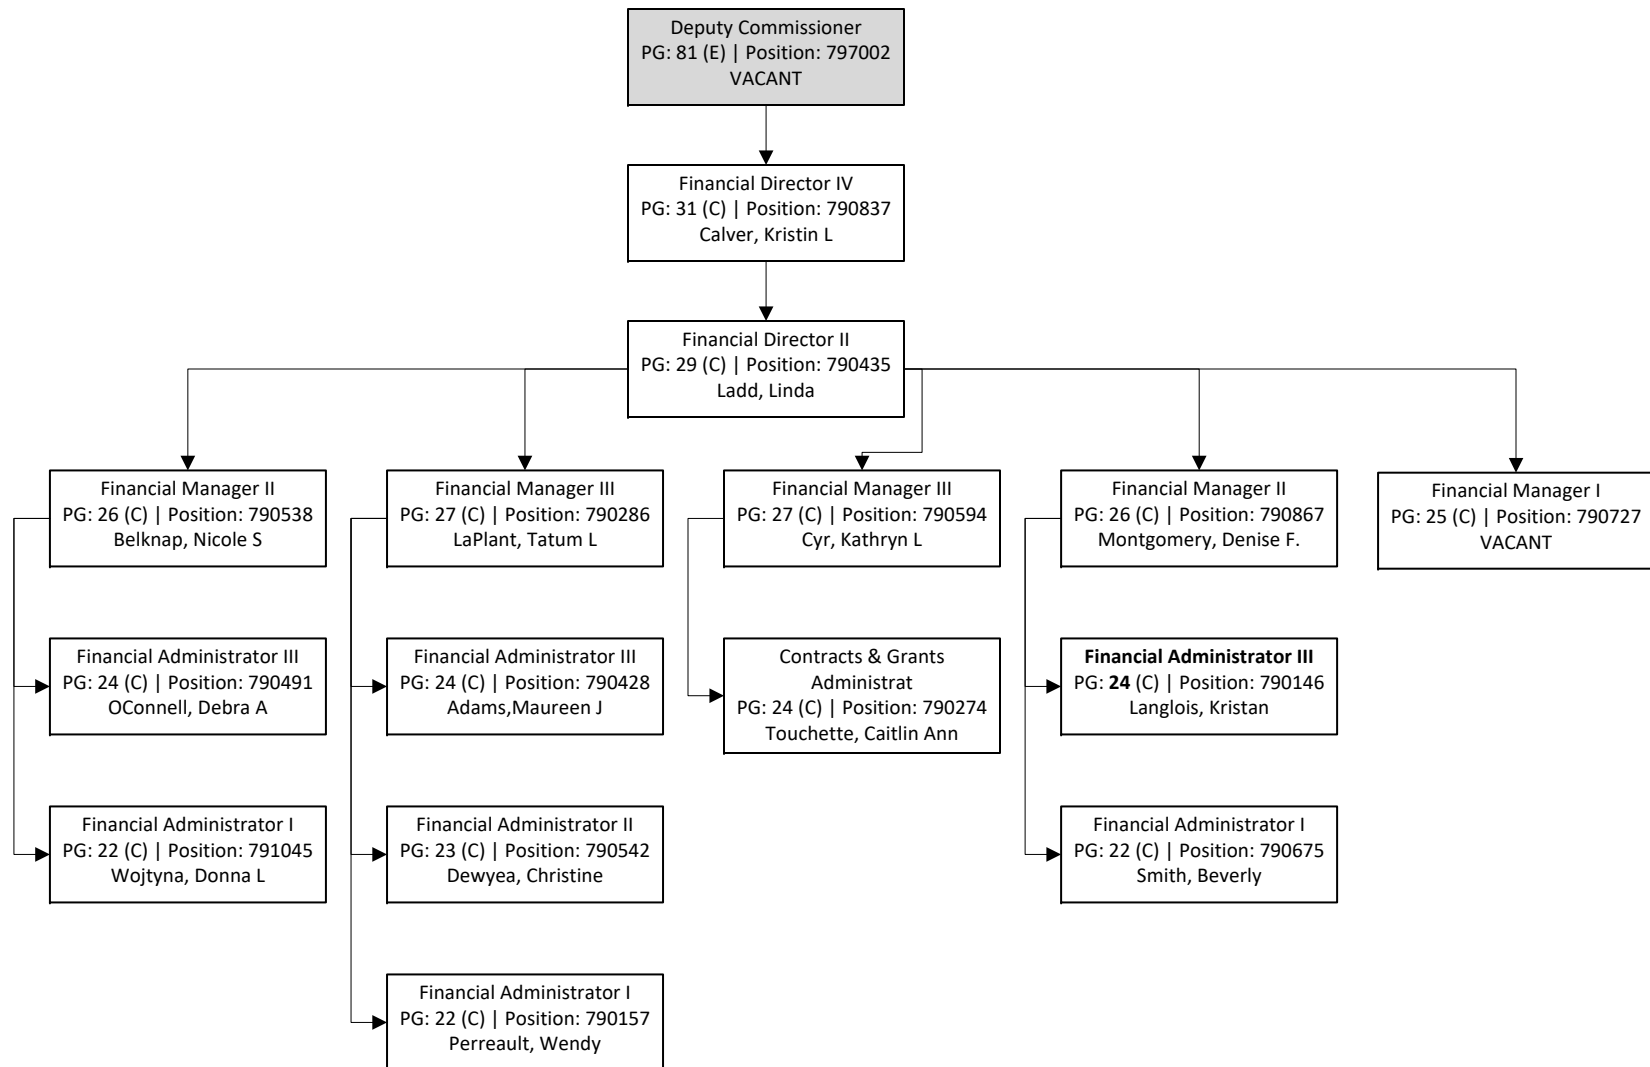 Deputy Commissioner
PG: 81 (E) | Position: 797002
VACANT
Financial Director IV
PG: 31 (C) | Position: 790837
Calver, Kristin L
Financial Director II
PG: 29 (C) | Position: 790435
Ladd, Linda
Financial Manager II
PG: 26 (C) | Position: 790538
Belknap, Nicole S
Financial Manager III
PG: 27 (C) | Position: 790286
LaPlant, Tatum L
Financial Manager III
PG: 27 (C) | Position: 790594
Cyr, Kathryn L
Financial Manager II
PG: 26 (C) | Position: 790867
Montgomery, Denise F.
Financial Manager I
PG: 25 (C) | Position: 790727
VACANT
Financial Administrator III
PG: 24 (C) | Position: 790491
OConnell, Debra A
Financial Administrator III
PG: 24 (C) | Position: 790428
Adams,Maureen J
Contracts & Grants
Administrat
PG: 24 (C) | Position: 790274
Touchette, Caitlin Ann
Financial Administrator III
PG: 24 (C) | Position: 790146
Langlois, Kristan
Financial Administrator I
PG: 22 (C) | Position: 791045
Wojtyna, Donna L
Financial Administrator II
PG: 23 (C) | Position: 790542
Dewyea, Christine
Financial Administrator I
PG: 22 (C) | Position: 790675
Smith, Beverly
Financial Administrator I
PG: 22 (C) | Position: 790157
Perreault, Wendy